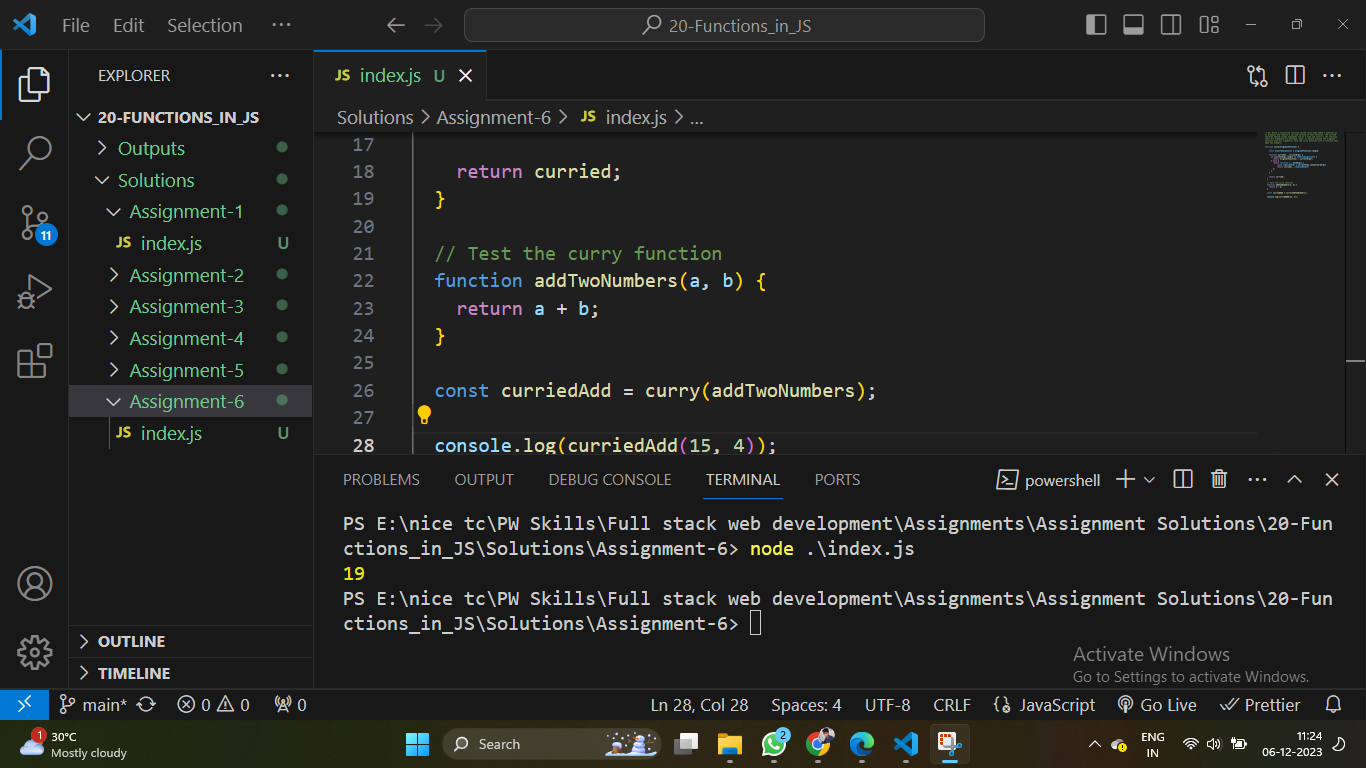 File Edit Selection ··· 20-Functions_in_JS
EXPLORER ···
20-FUNCTIONS_IN_JS
Outputs
Solutions
Assignment-1
JS index.js U
Assignment-2
Assignment-3
Assignment-4
Assignment-5
Assignment-6
JS index.js U
OUTLINE
TIMELINE
11
JS index.js U
Solutions > Assignment-6 > JS index.js > ...
17
18 return curried;
19 }
20
21 // Test the curry function
22 function addTwoNumbers(a, b) {
23 return a + b;
24 }
25
26 const curriedAdd = curry(addTwoNumbers);
27
28 console.log(curriedAdd(15, 4));
PROBLEMS OUTPUT DEBUG CONSOLE TERMINAL PORTS powershell
PS E:\nice tc\PW Skills\Full stack web development\Assignments\Assignment Solutions\20-Fun
ctions_in_JS\Solutions\Assignment-6> node .\index.js
19
PS E:\nice tc\PW Skills\Full stack web development\Assignments\Assignment Solutions\20-Fun
ctions_in_JS\Solutions\Assignment-6>
Activate Windows
Go to Settings to activate Windows.
main* 0 0 0 Ln 28, Col 28 Spaces: 4 UTF-8 CRLF JavaScript Go Live Prettier
1
30°C
Mostly cloudy
Search
2
ENG
IN
11:24
06-12-2023